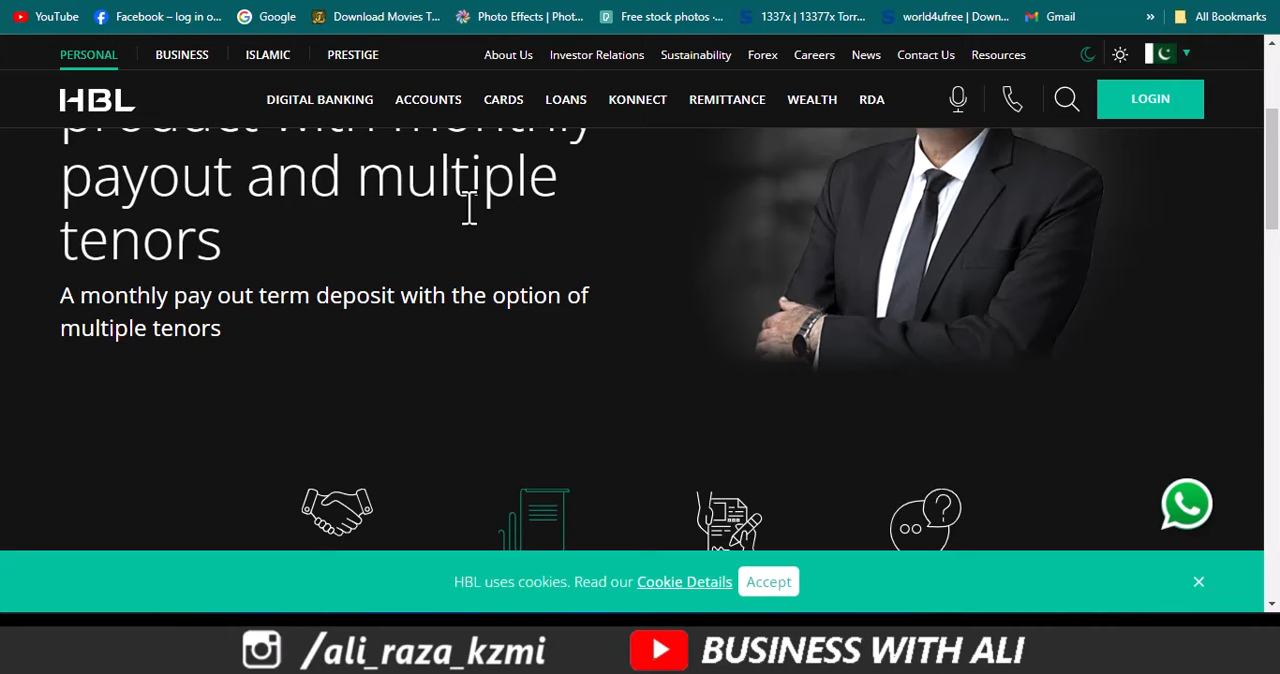 YouTube
Facebook – log in o...
Google
Download Movies T...
Photo Effects | Phot...
Free stock photos ·...
1337x | 13377x Torr...
world4ufree | Down...
Gmail
»
All Bookmarks
PERSONAL
BUSINESS
ISLAMIC
PRESTIGE
About Us
Investor Relations
Sustainability
Forex
Careers
News
Contact Us
Resources
HBL
DIGITAL BANKING
ACCOUNTS
CARDS
LOANS
KONNECT
REMITTANCE
WEALTH
RDA
LOGIN
product with monthly
payout and multiple
tenors
A monthly pay out term deposit with the option of
multiple tenors
HBL uses cookies. Read our Cookie Details
Accept
/ali_raza_kzmi
BUSINESS WITH ALI